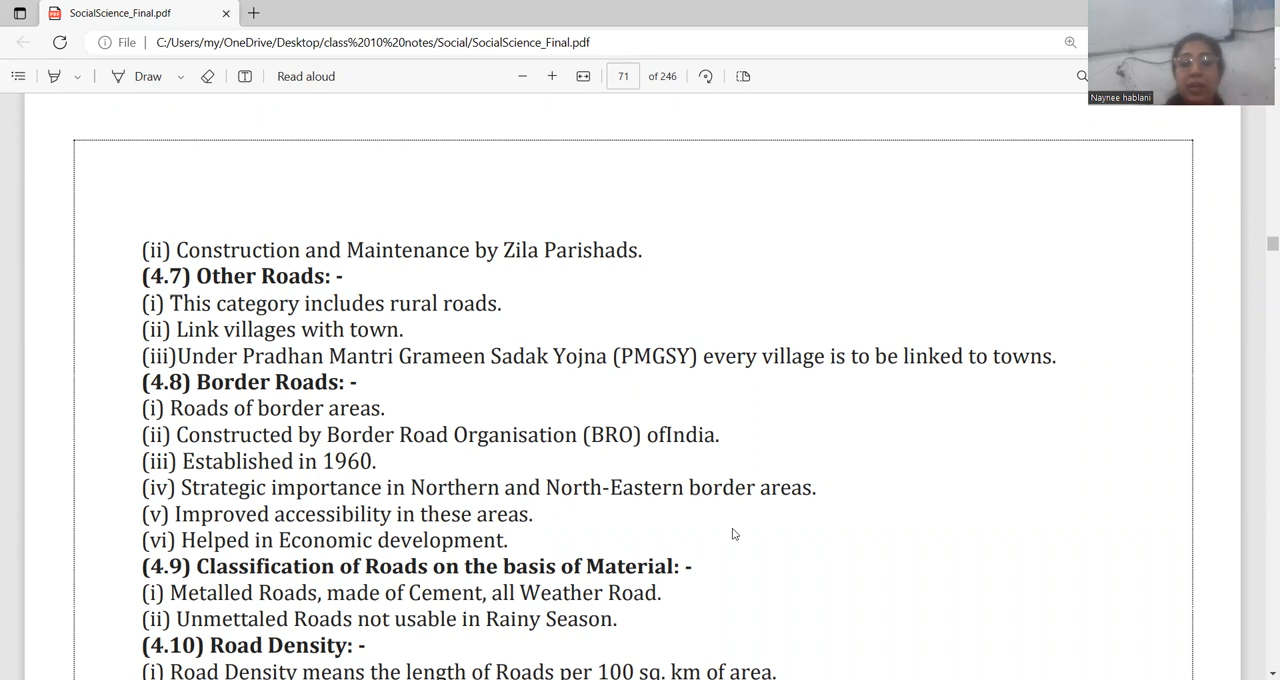 SocialScience_Final.pdf
File
C:/Users/my/OneDrive/Desktop/class%2010%20notes/Social/SocialScience_Final.pdf
Draw
Read aloud
71 of 246
Naynee hablani
(ii) Construction and Maintenance by Zila Parishads.
(4.7) Other Roads: -
(i) This category includes rural roads.
(ii) Link villages with town.
(iii)Under Pradhan Mantri Grameen Sadak Yojna (PMGSY) every village is to be linked to towns.
(4.8) Border Roads: -
(i) Roads of border areas.
(ii) Constructed by Border Road Organisation (BRO) ofIndia.
(iii) Established in 1960.
(iv) Strategic importance in Northern and North-Eastern border areas.
(v) Improved accessibility in these areas.
(vi) Helped in Economic development.
(4.9) Classification of Roads on the basis of Material: -
(i) Metalled Roads, made of Cement, all Weather Road.
(ii) Unmettaled Roads not usable in Rainy Season.
(4.10) Road Density: -
(i) Road Density means the length of Roads per 100 sq. km of area.